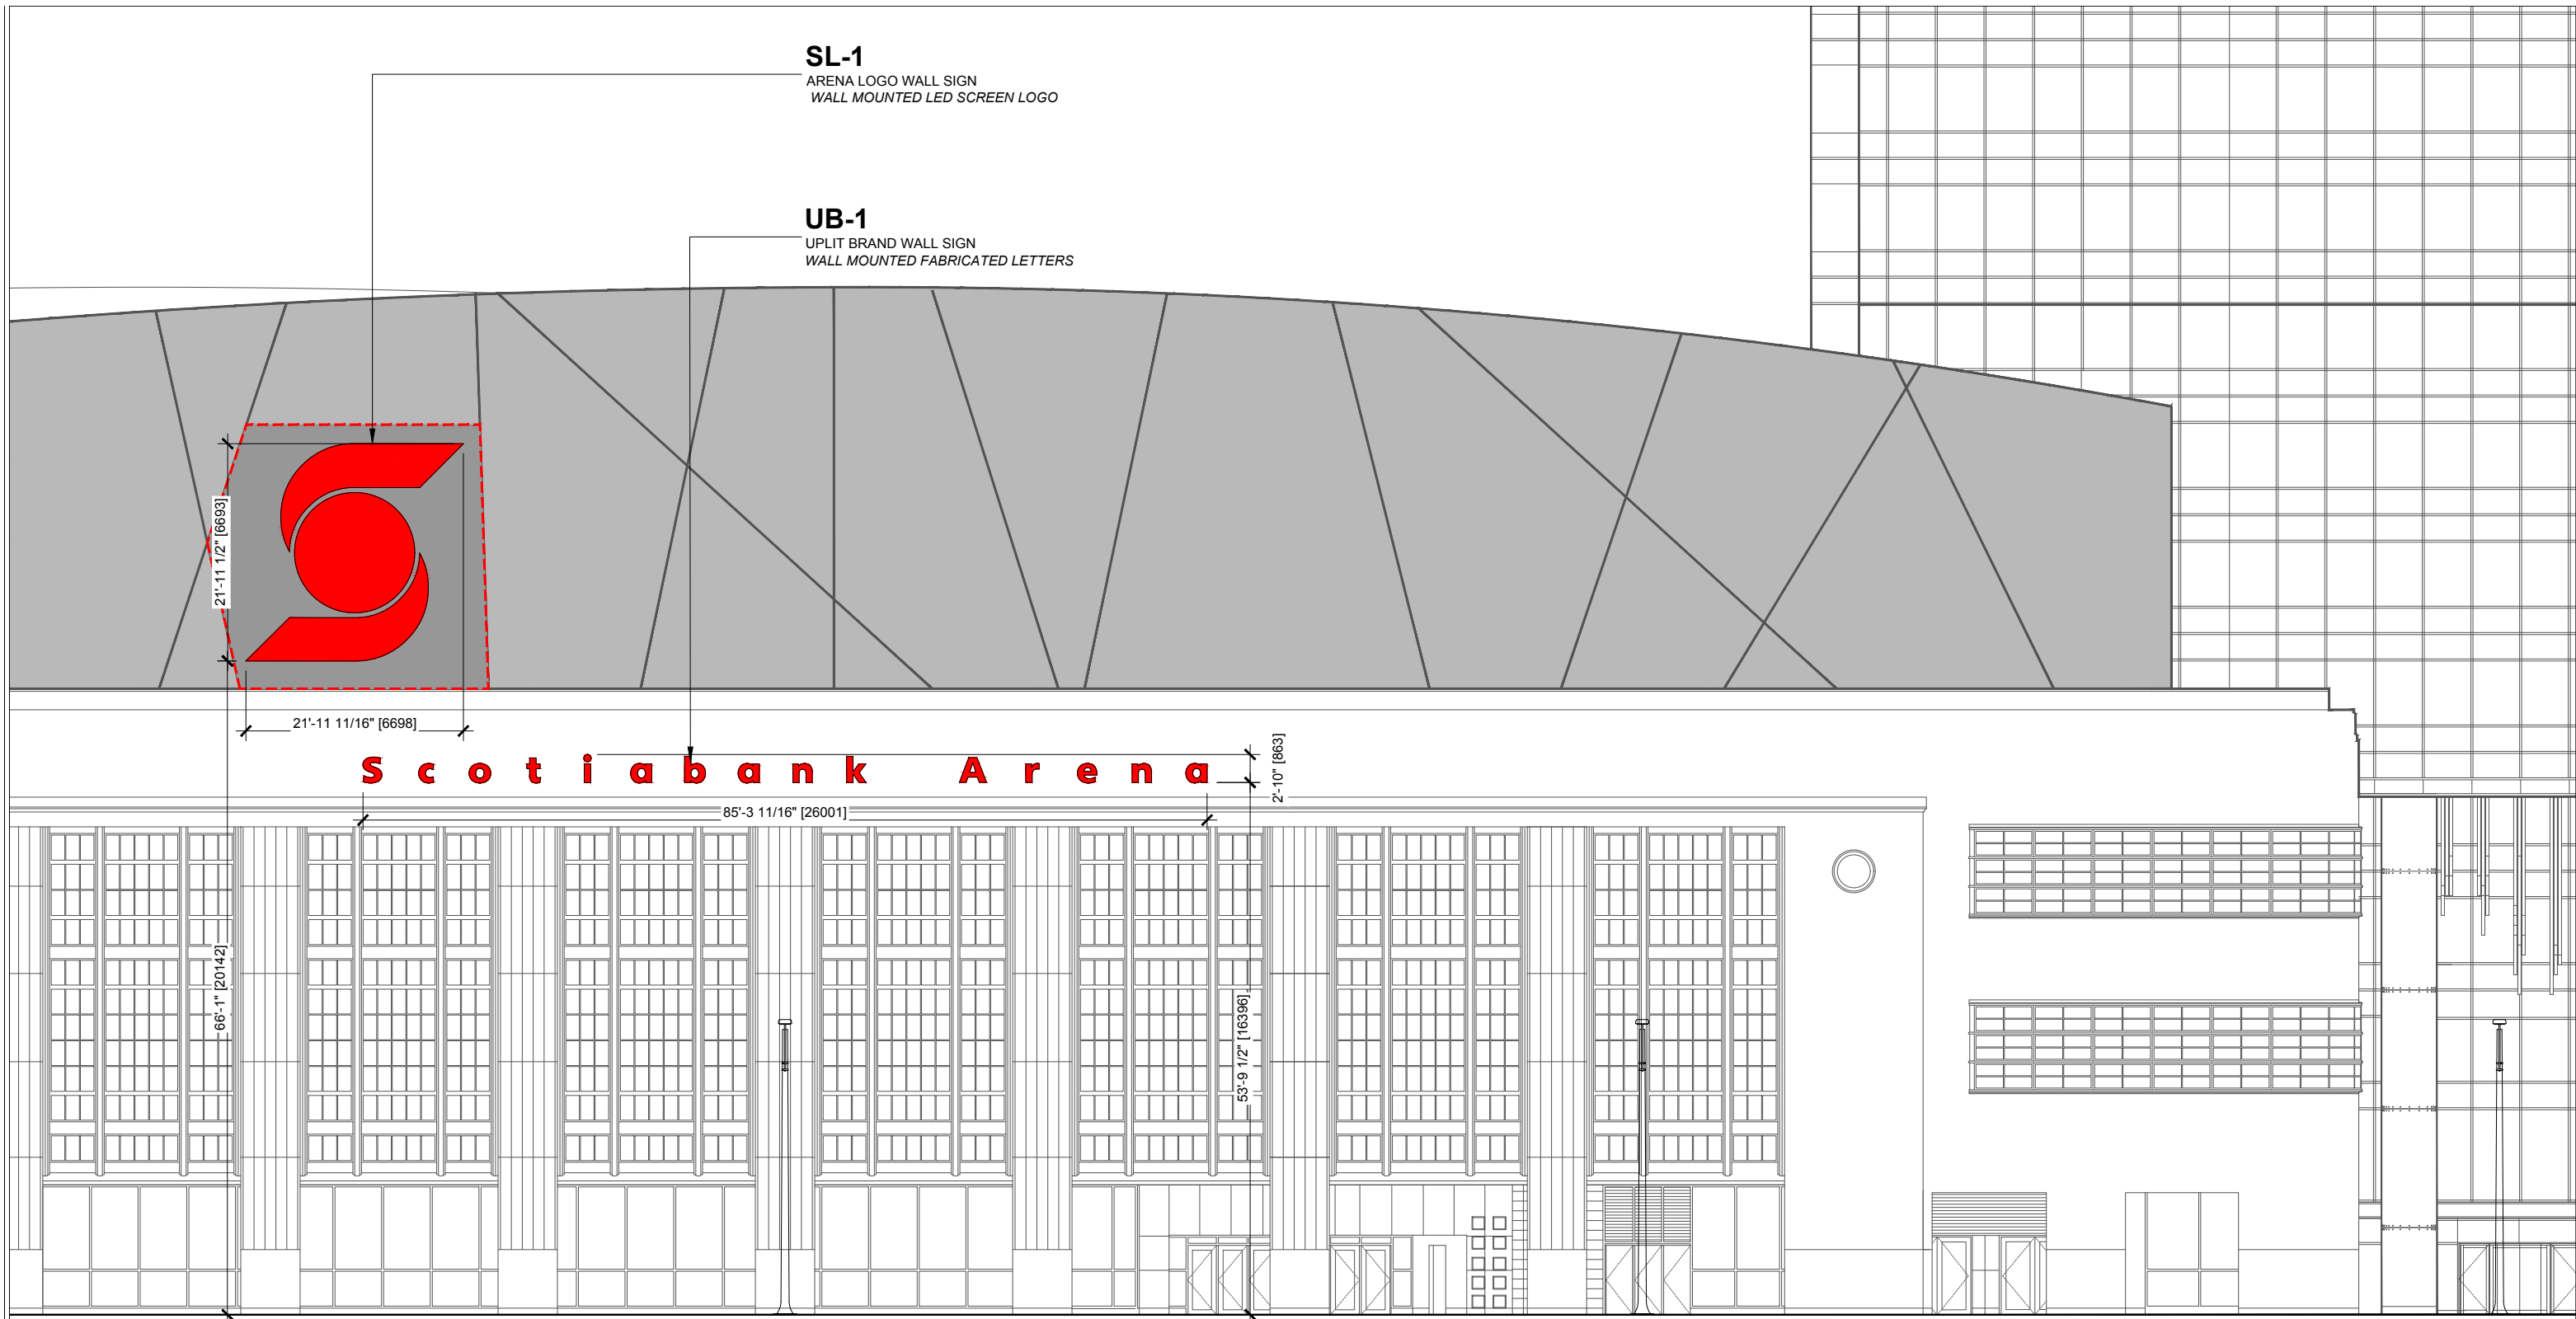 SL-1
ARENA LOGO WALL SIGN
WALL MOUNTED LED SCREEN LOGO
UB-1
UPLIT BRAND WALL SIGN
WALL MOUNTED FABRICATED LETTERS
21'-11 1/2" [6693]
21'-11 11/16" [6698]
Scotiabank Arena
2'-10" [863]
85'-3 11/16" [26001]
66'-1" [20142]
53'-9 1/2" [16396]